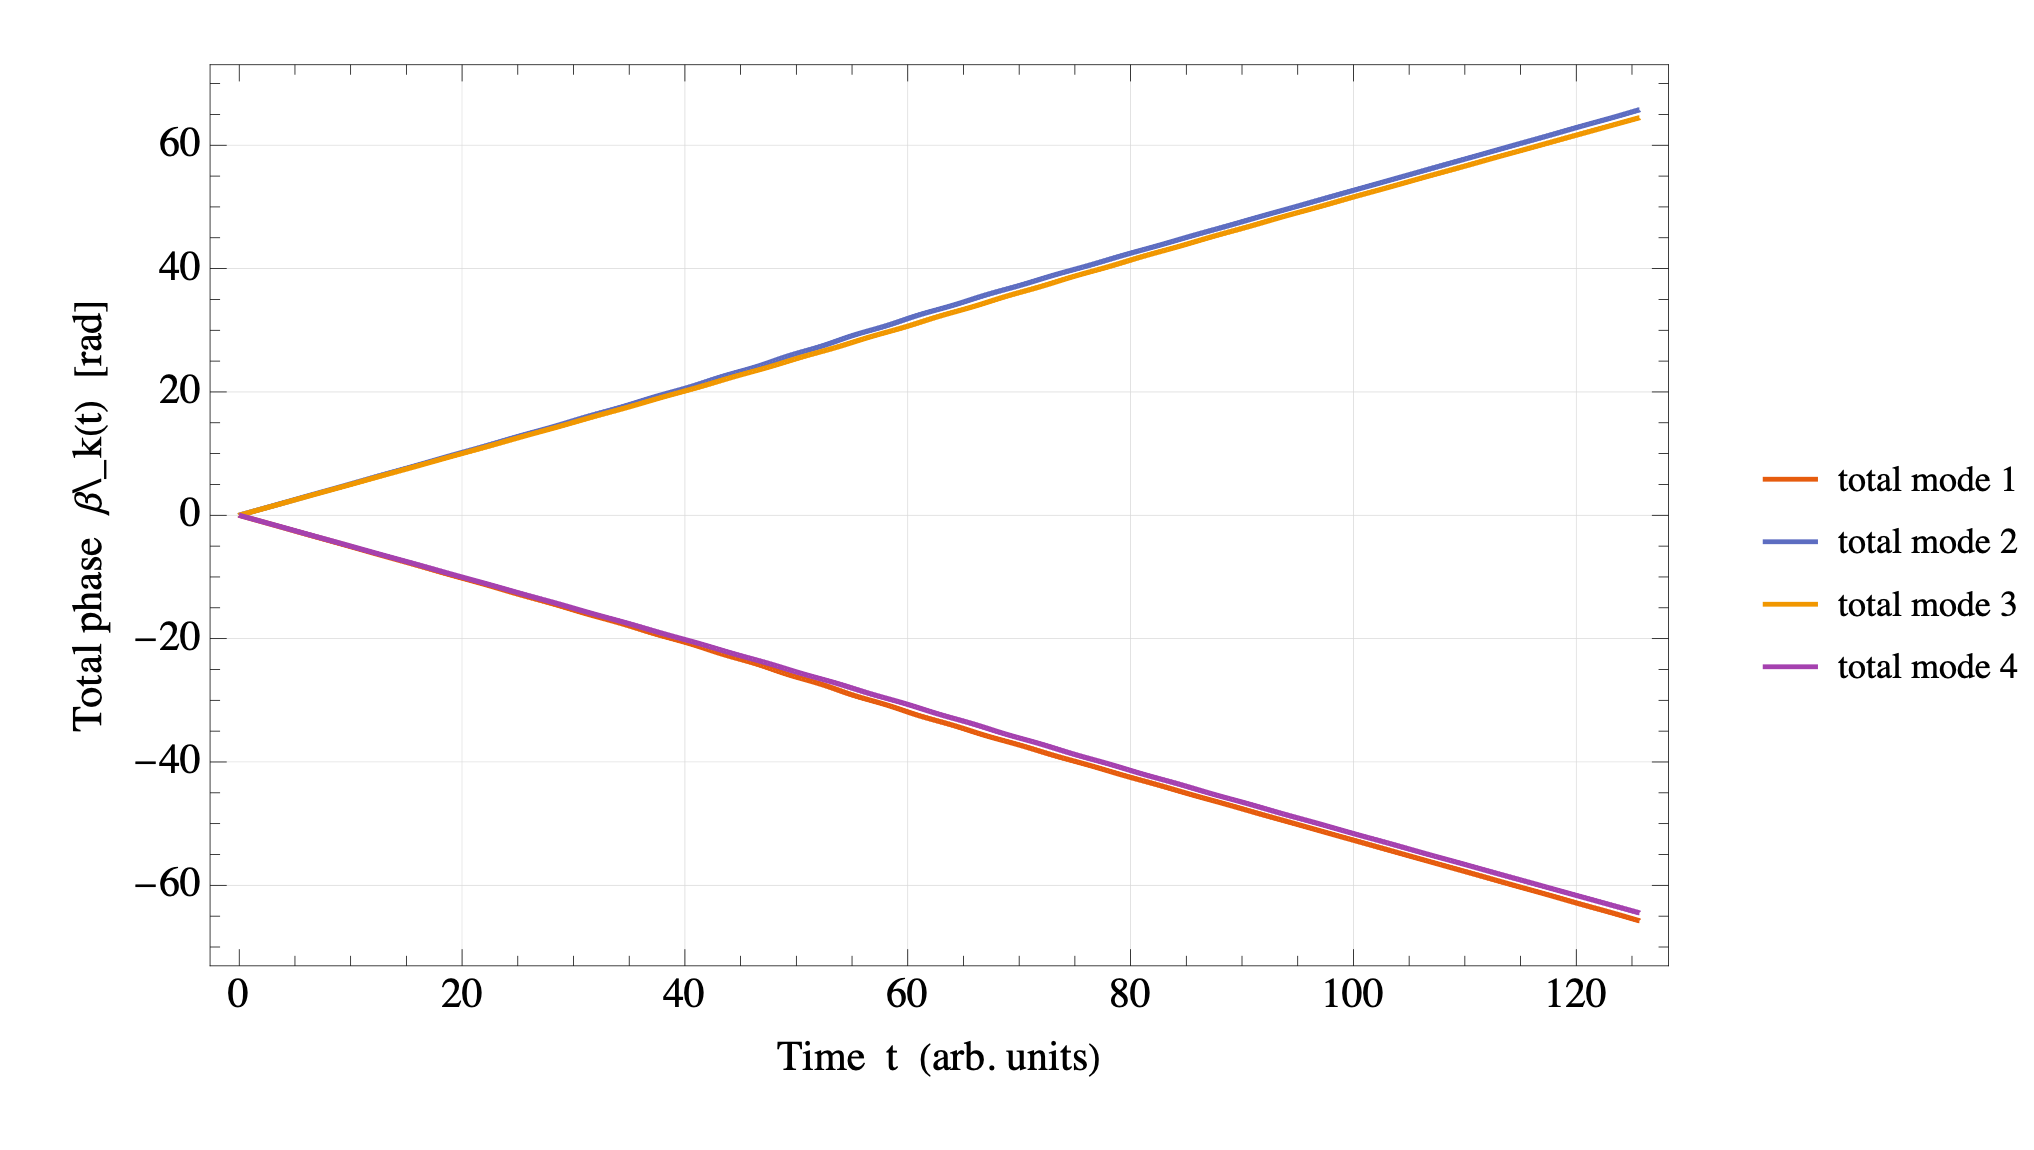 Total phase β\_k(t) [rad]
60
40
20
0
−20
−40
−60
0 20 40 60 80 100 120
Time t (arb. units)
total mode 1
total mode 2
total mode 3
total mode 4